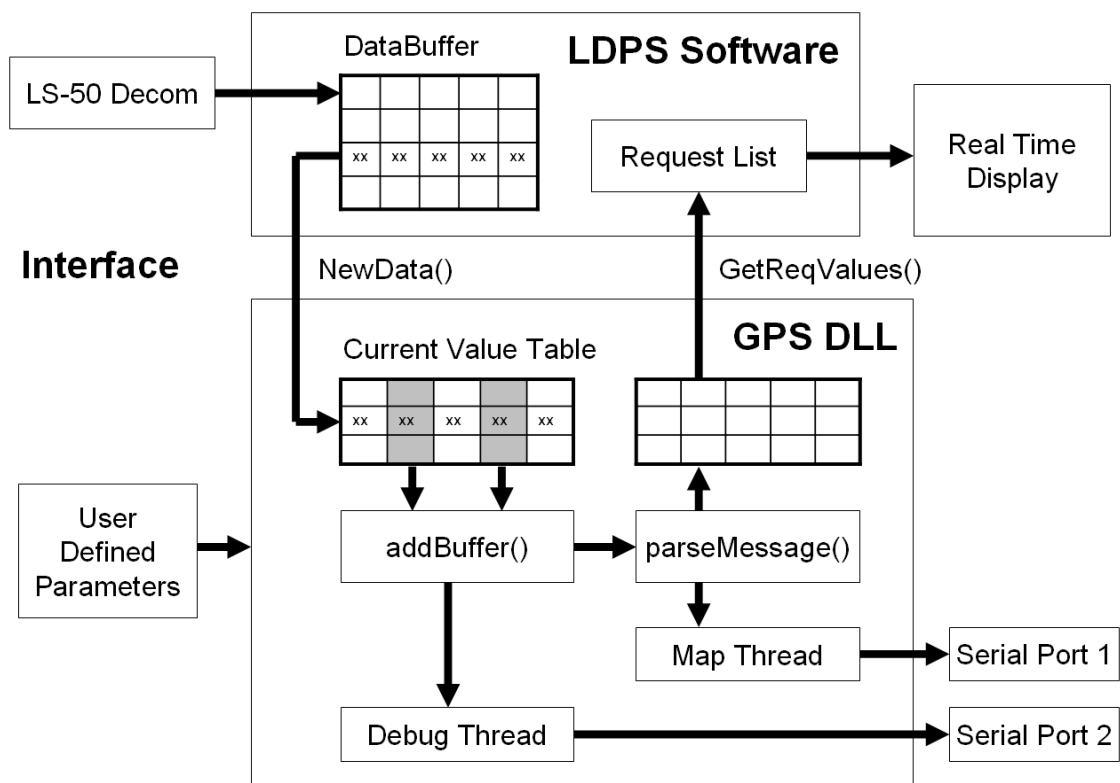 DataBuffer
LDPS Software
LS-50 Decom
xx xx xx xx xx
Request List
Real Time
Display
Interface
NewData()
GetReqValues()
GPS DLL
Current Value Table
xx xx xx xx xx
User
Defined
Parameters
addBuffer()
parseMessage()
Map Thread
Serial Port 1
Debug Thread
Serial Port 2